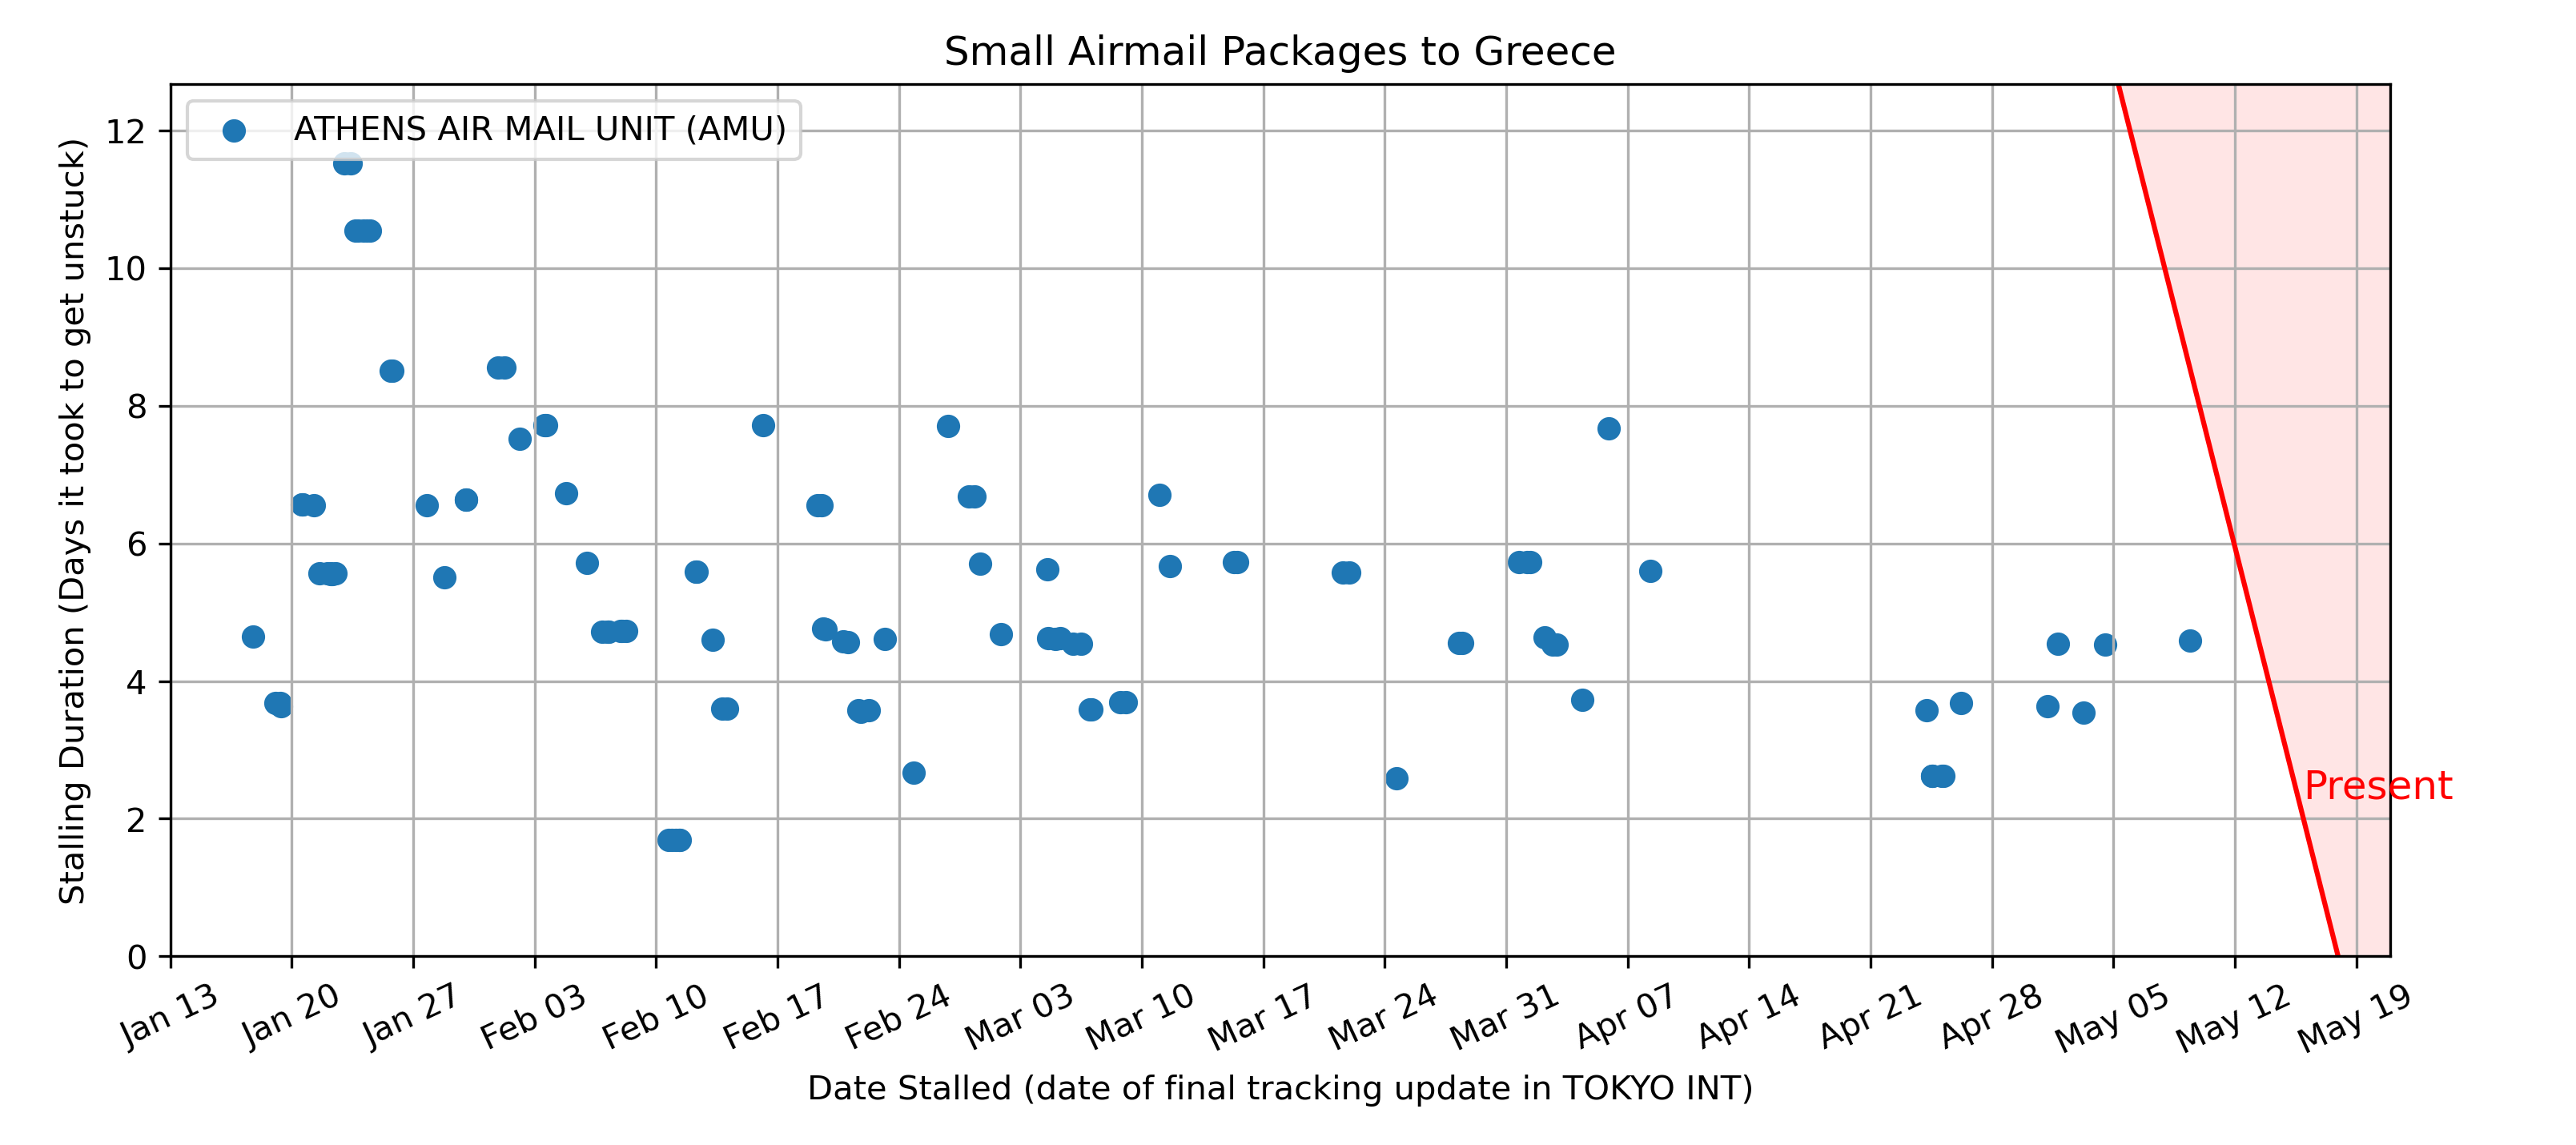 Small Airmail Packages to Greece
ATHENS AIR MAIL UNIT (AMU)
Stalling Duration (Days it took to get unstuck)
12
10
8
6
4
2
0
Present
Jan 13
Jan 20
Jan 27
Feb 03
Feb 10
Feb 17
Feb 24
Mar 03
Mar 10
Mar 17
Mar 24
Mar 31
Apr 07
Apr 14
Apr 21
Apr 28
May 05
May 12
May 19
Date Stalled (date of final tracking update in TOKYO INT)